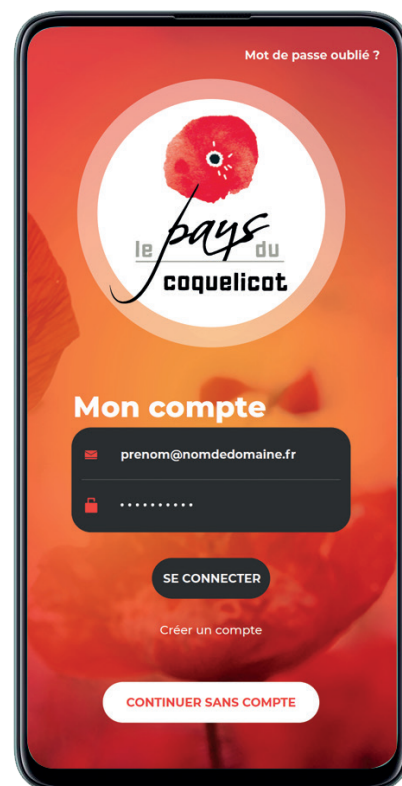 Mot de passe oublié ?
le pays du
coquelicot
Mon compte
prenom@nomdedomaine.fr
••••••••••
SE CONNECTER
Créer un compte
CONTINUER SANS COMPTE